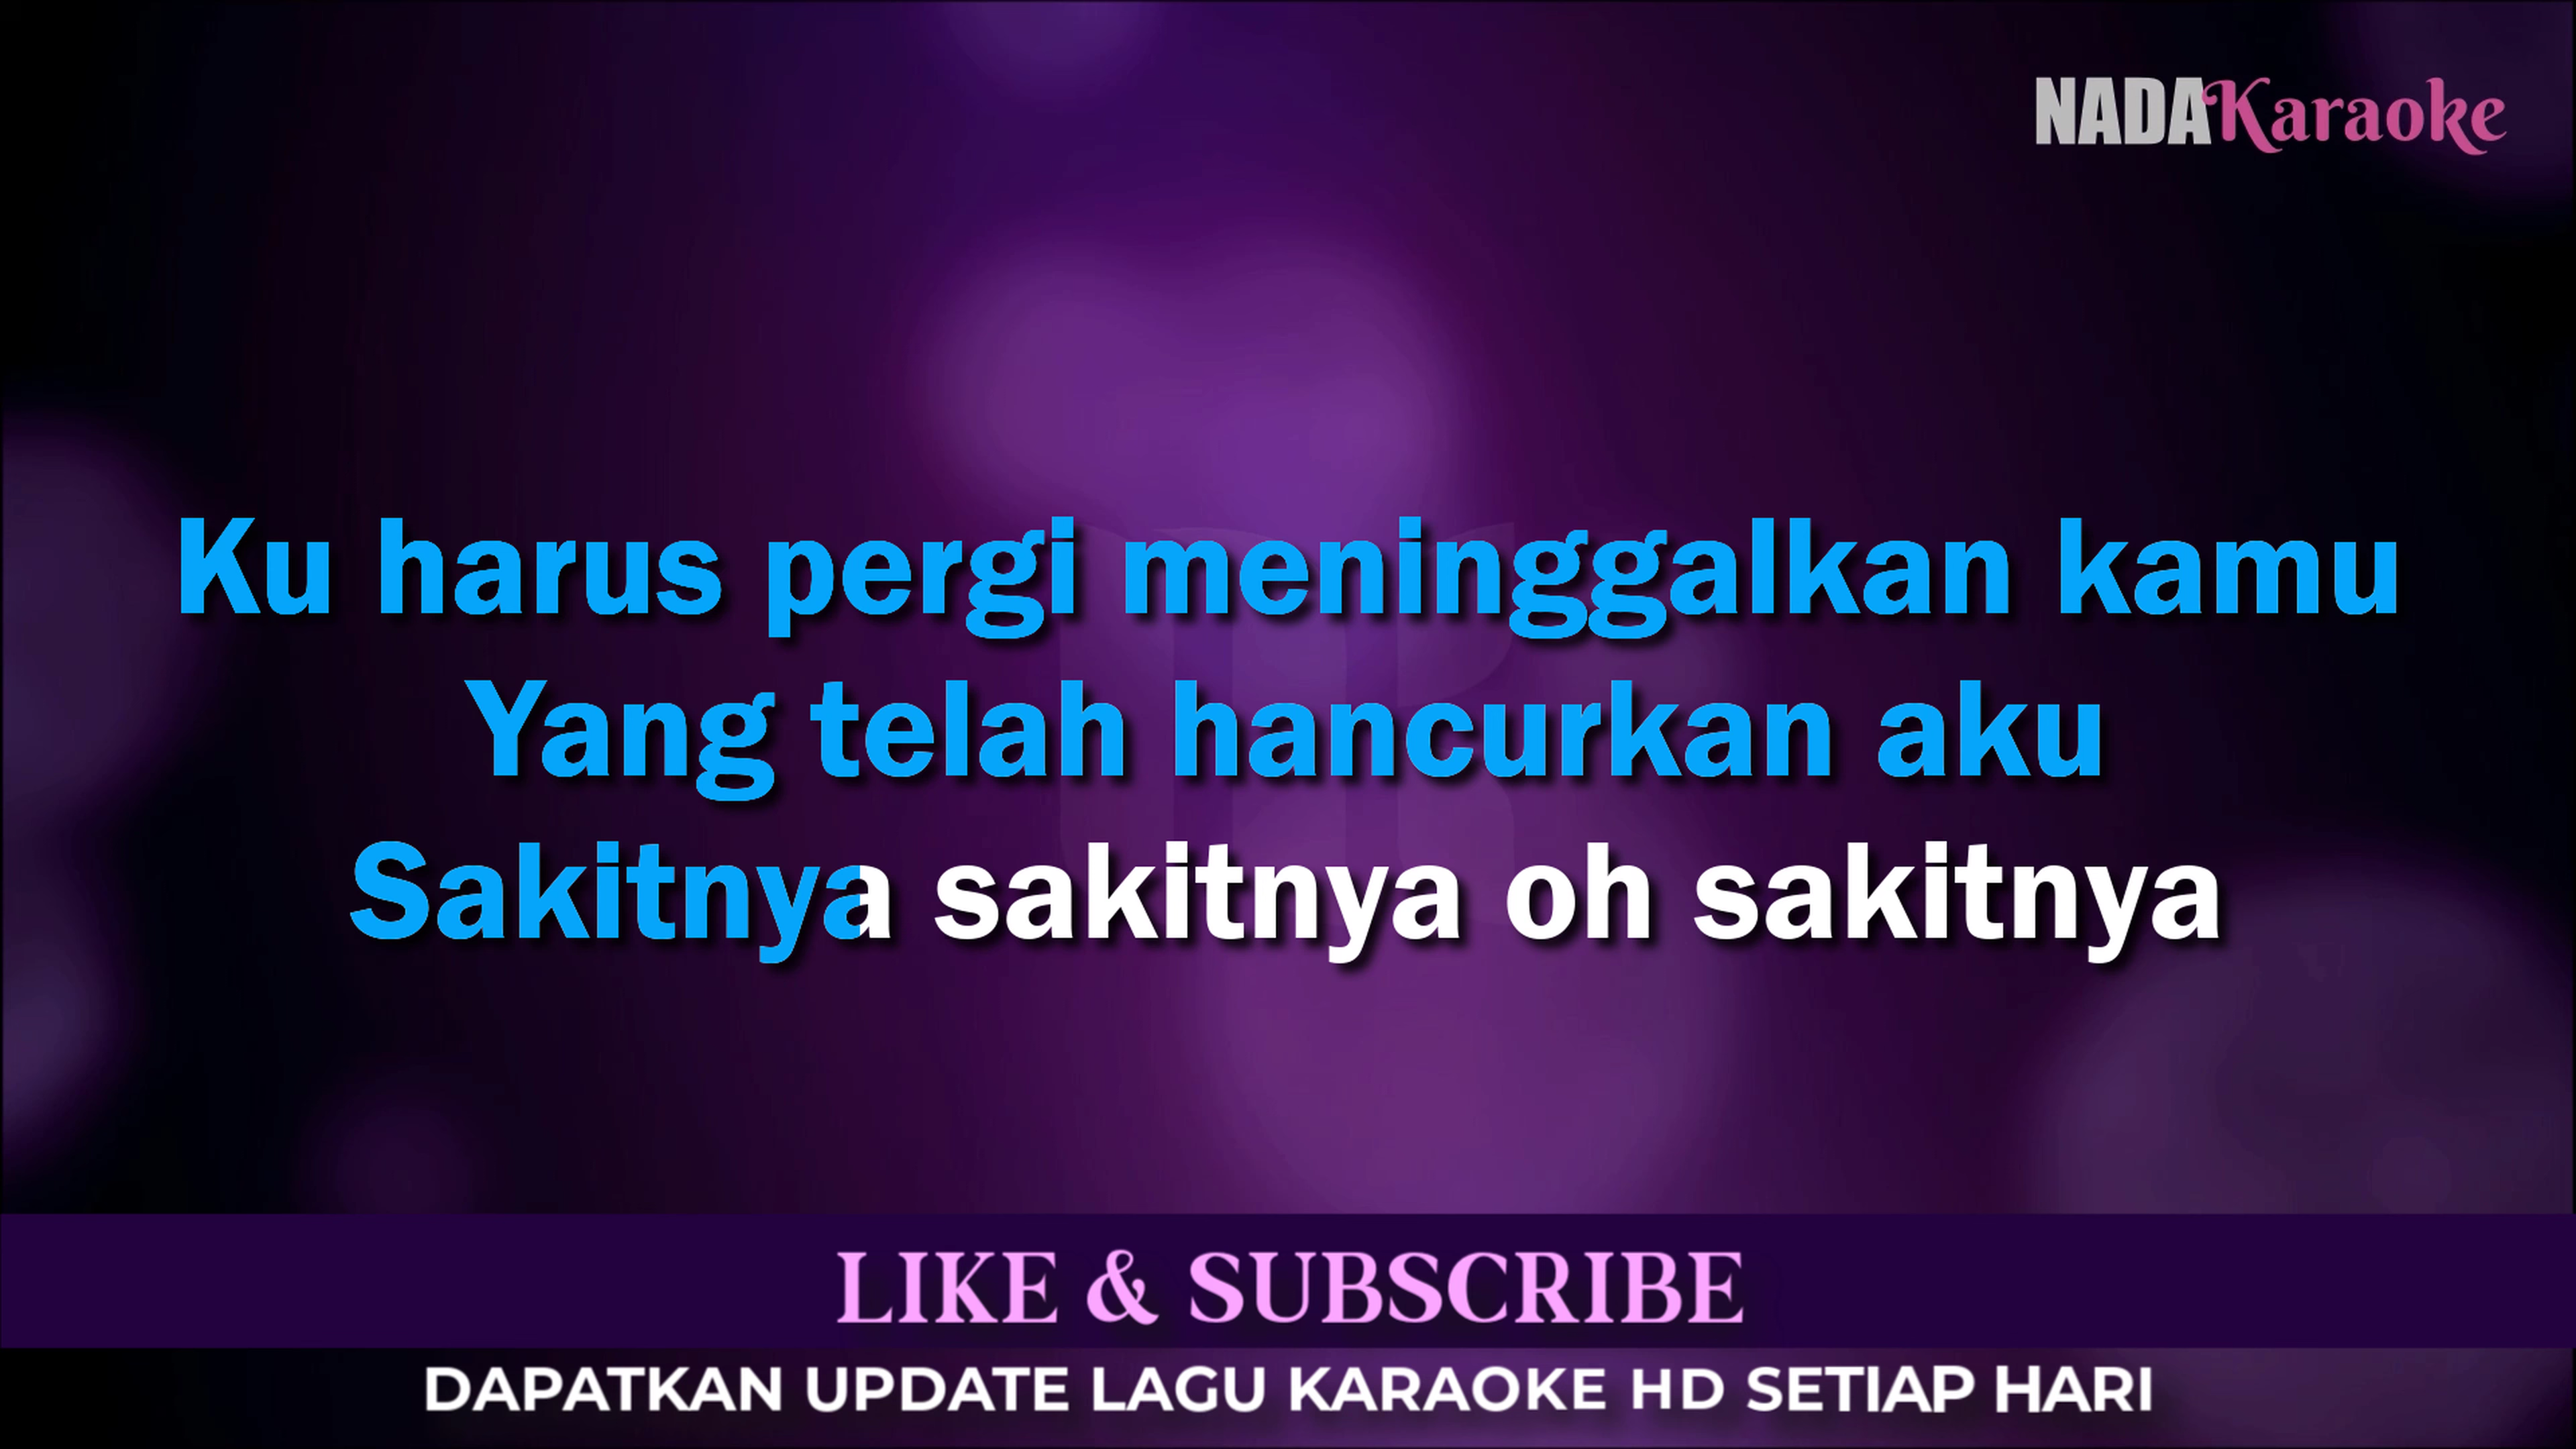 NADAKaraoke
Ku harus pergi meninggalkan kamu
Yang telah hancurkan aku
Sakitnya sakitnya oh sakitnya
LIKE & SUBSCRIBE
DAPATKAN UPDATE LAGU KARAOKE HD SETIAP HARI